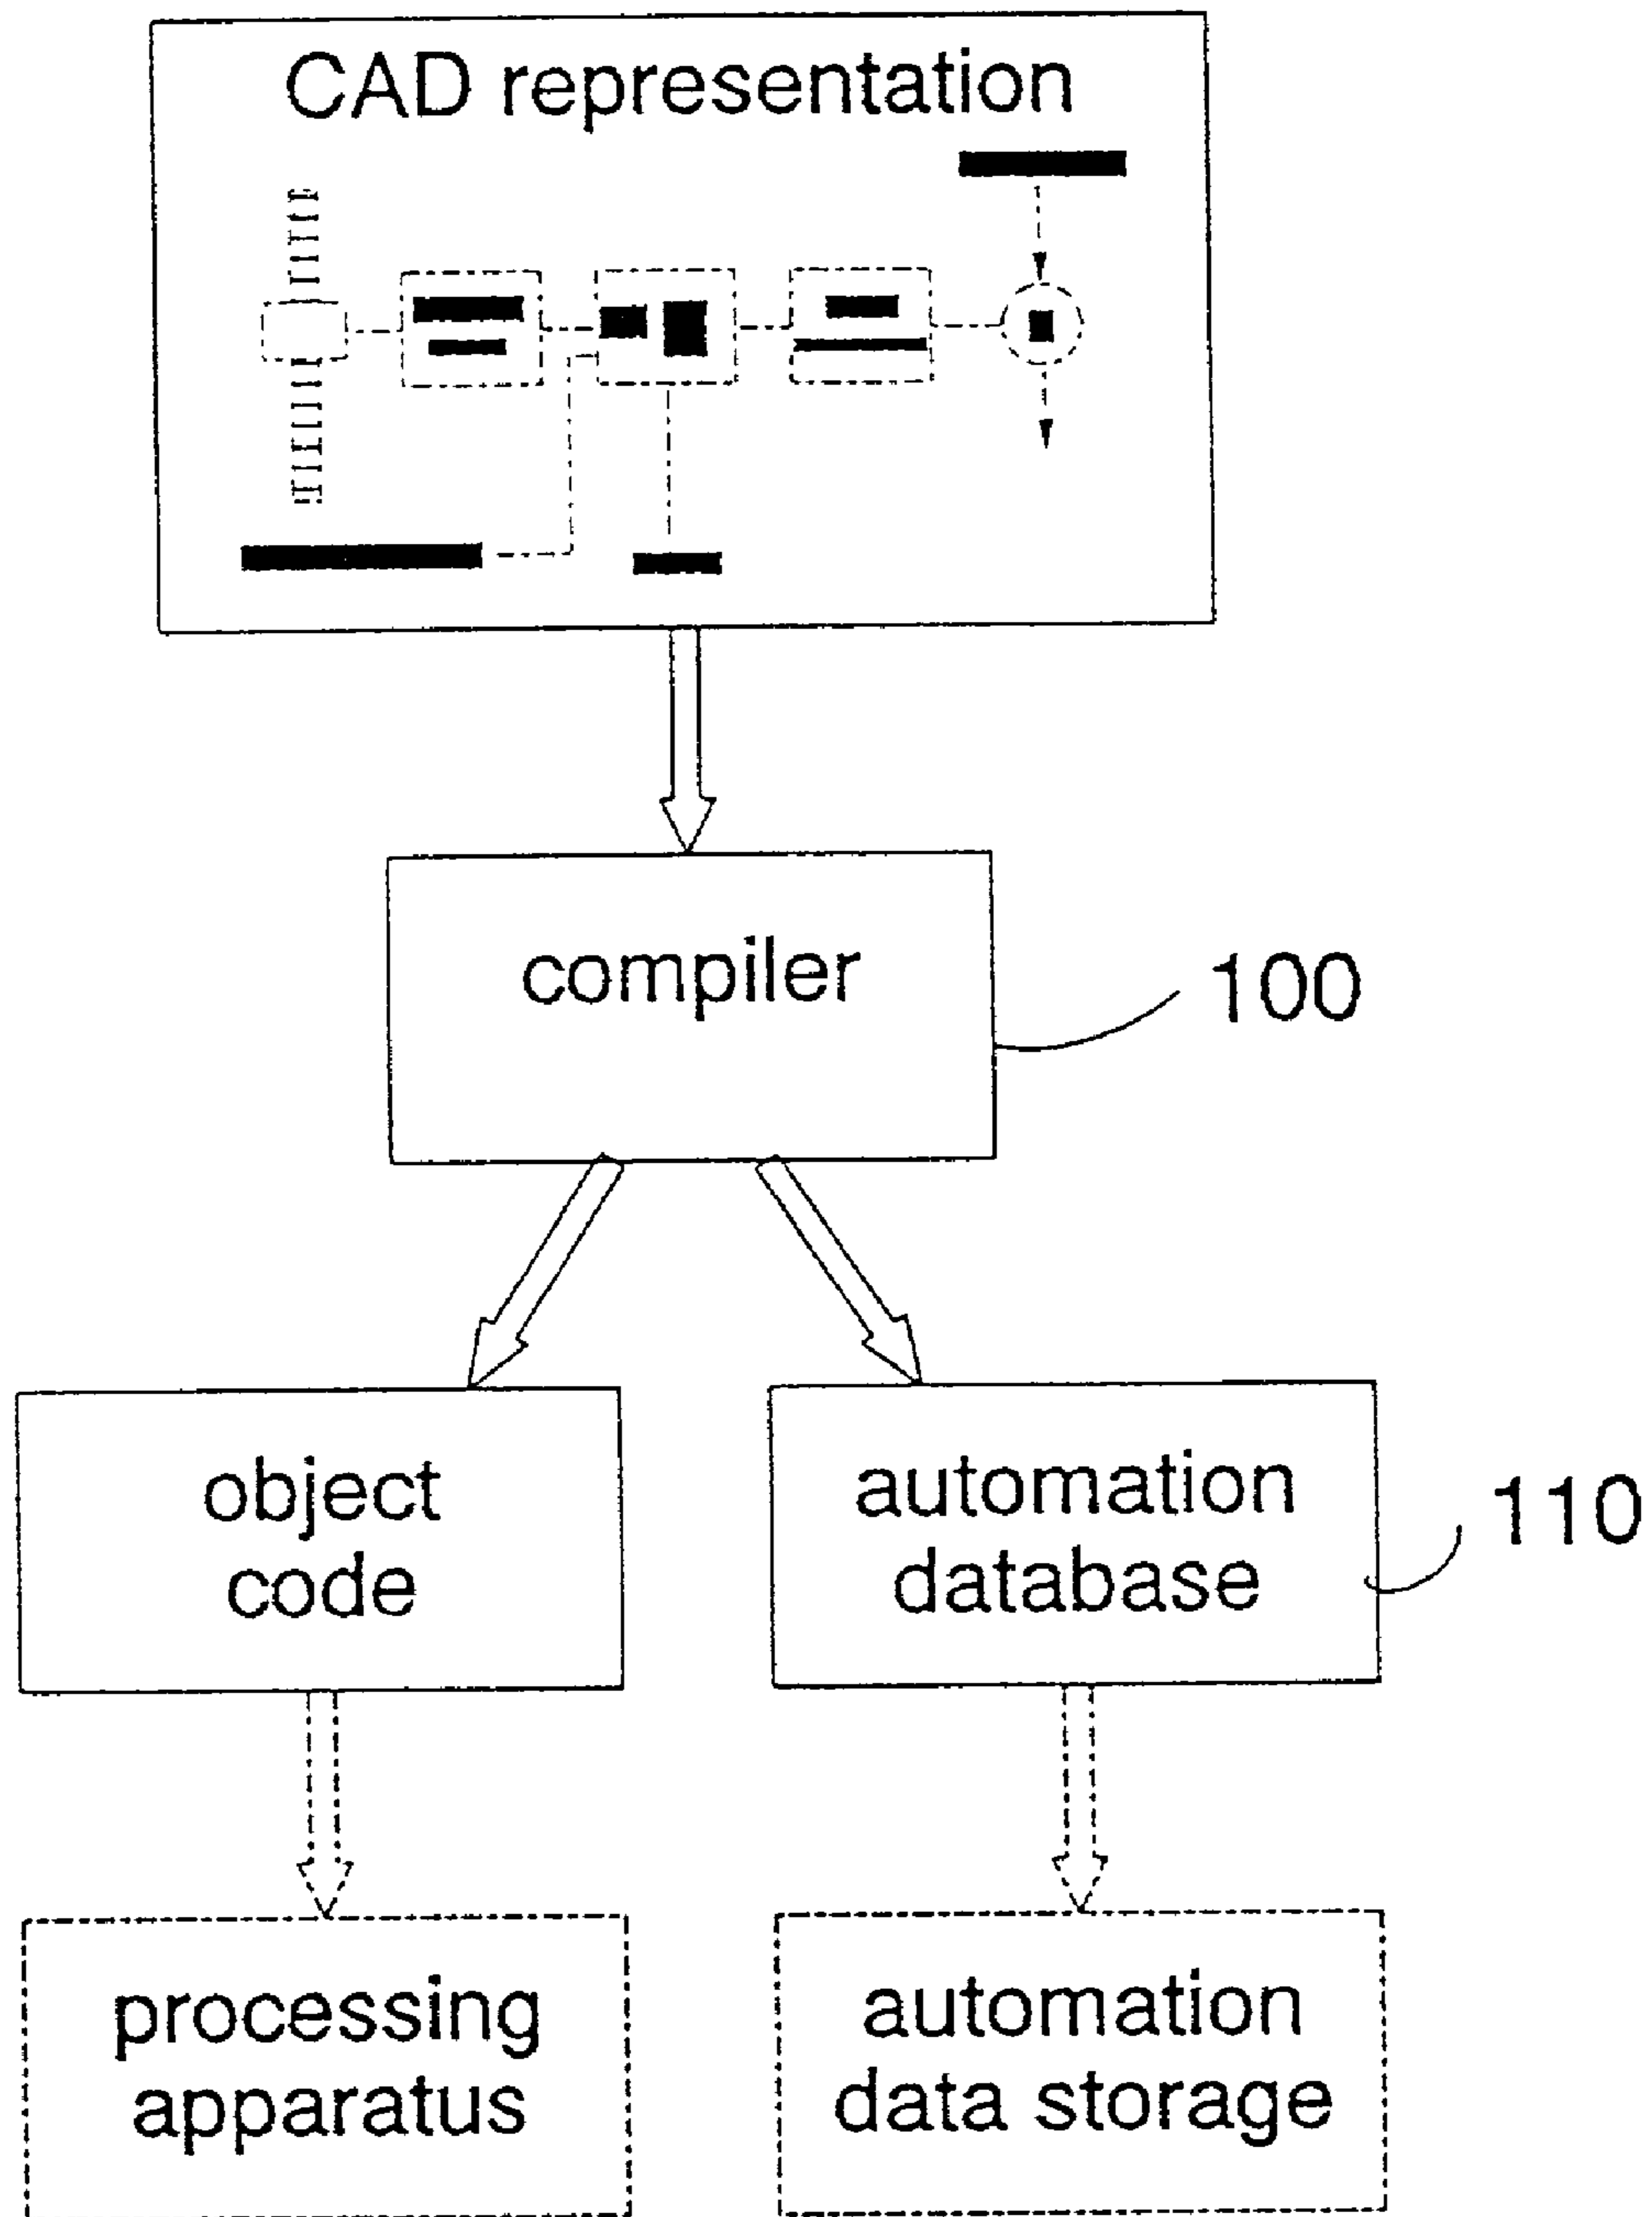 CAD representation
compiler
100
object
code
automation
database
110
processing
apparatus
automation
data storage